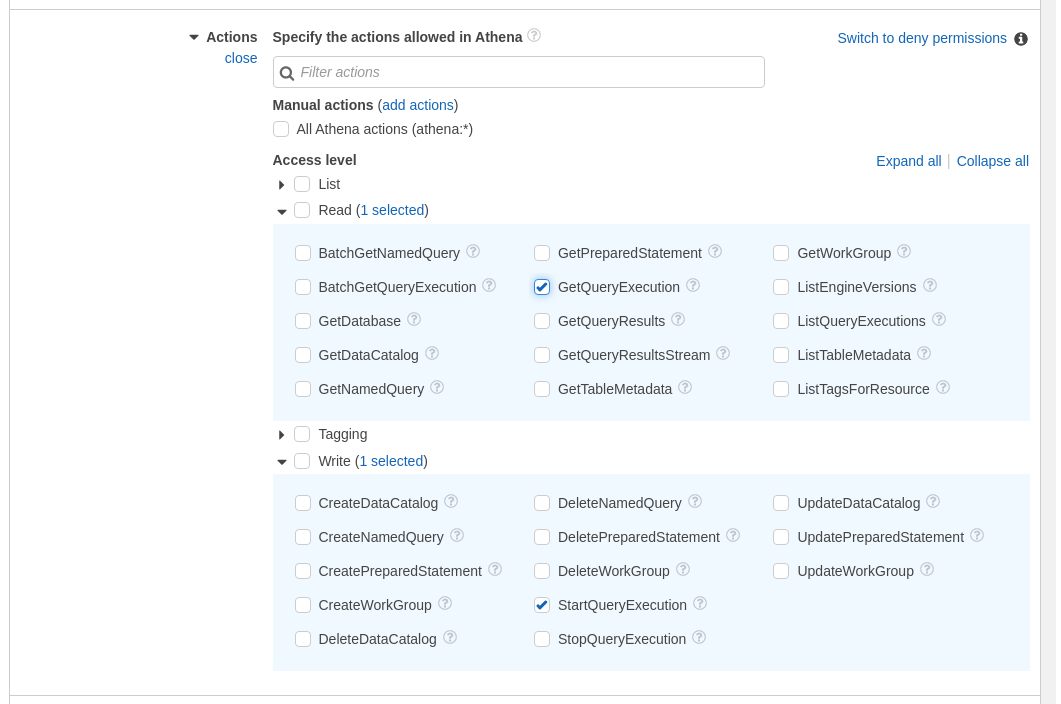 Actions
close
Specify the actions allowed in Athena ?
Switch to deny permissions i
Filter actions
Manual actions (add actions)
All Athena actions (athena:*)
Access level
Expand all | Collapse all
List
Read (1 selected)
BatchGetNamedQuery ? GetPreparedStatement ? GetWorkGroup ?
BatchGetQueryExecution ? GetQueryExecution ? ListEngineVersions ?
GetDatabase ? GetQueryResults ? ListQueryExecutions ?
GetDataCatalog ? GetQueryResultsStream ? ListTableMetadata ?
GetNamedQuery ? GetTableMetadata ? ListTagsForResource ?
Tagging
Write (1 selected)
CreateDataCatalog ? DeleteNamedQuery ? UpdateDataCatalog ?
CreateNamedQuery ? DeletePreparedStatement ? UpdatePreparedStatement ?
CreatePreparedStatement ? DeleteWorkGroup ? UpdateWorkGroup ?
CreateWorkGroup ? StartQueryExecution ?
DeleteDataCatalog ? StopQueryExecution ?